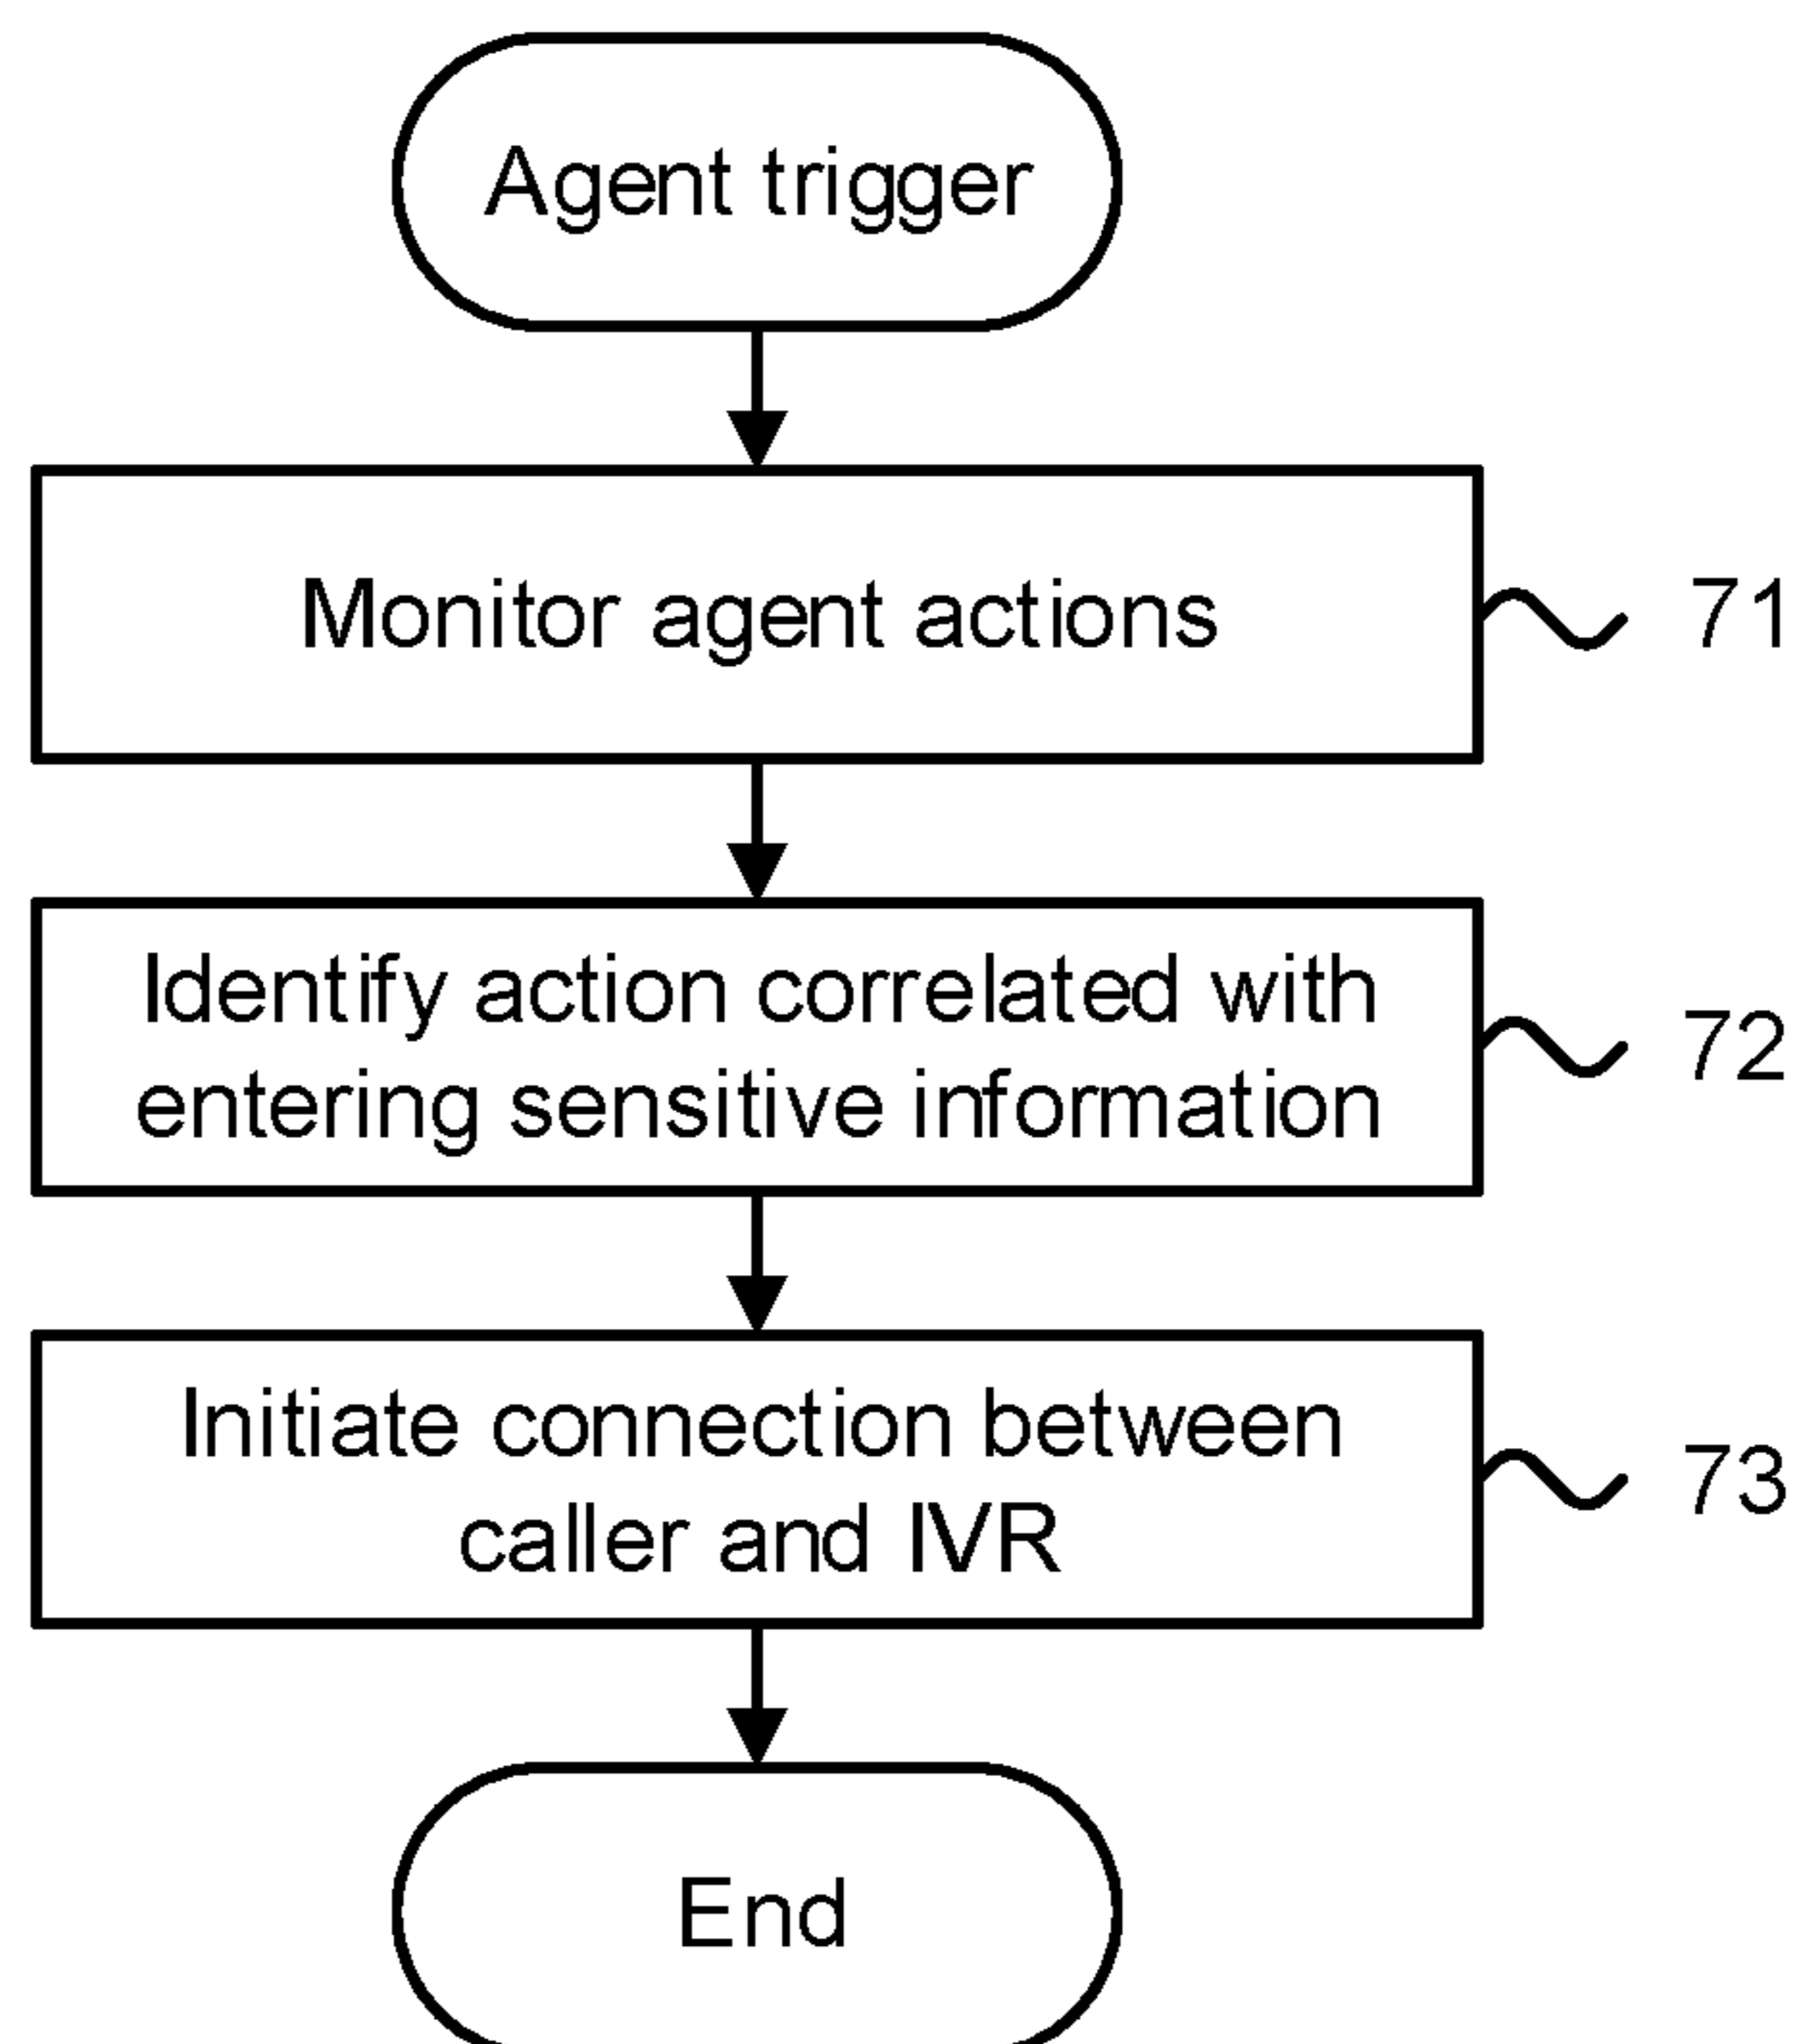 Agent trigger
Monitor agent actions
71
Identify action correlated with
entering sensitive information
72
Initiate connection between
caller and IVR
73
End